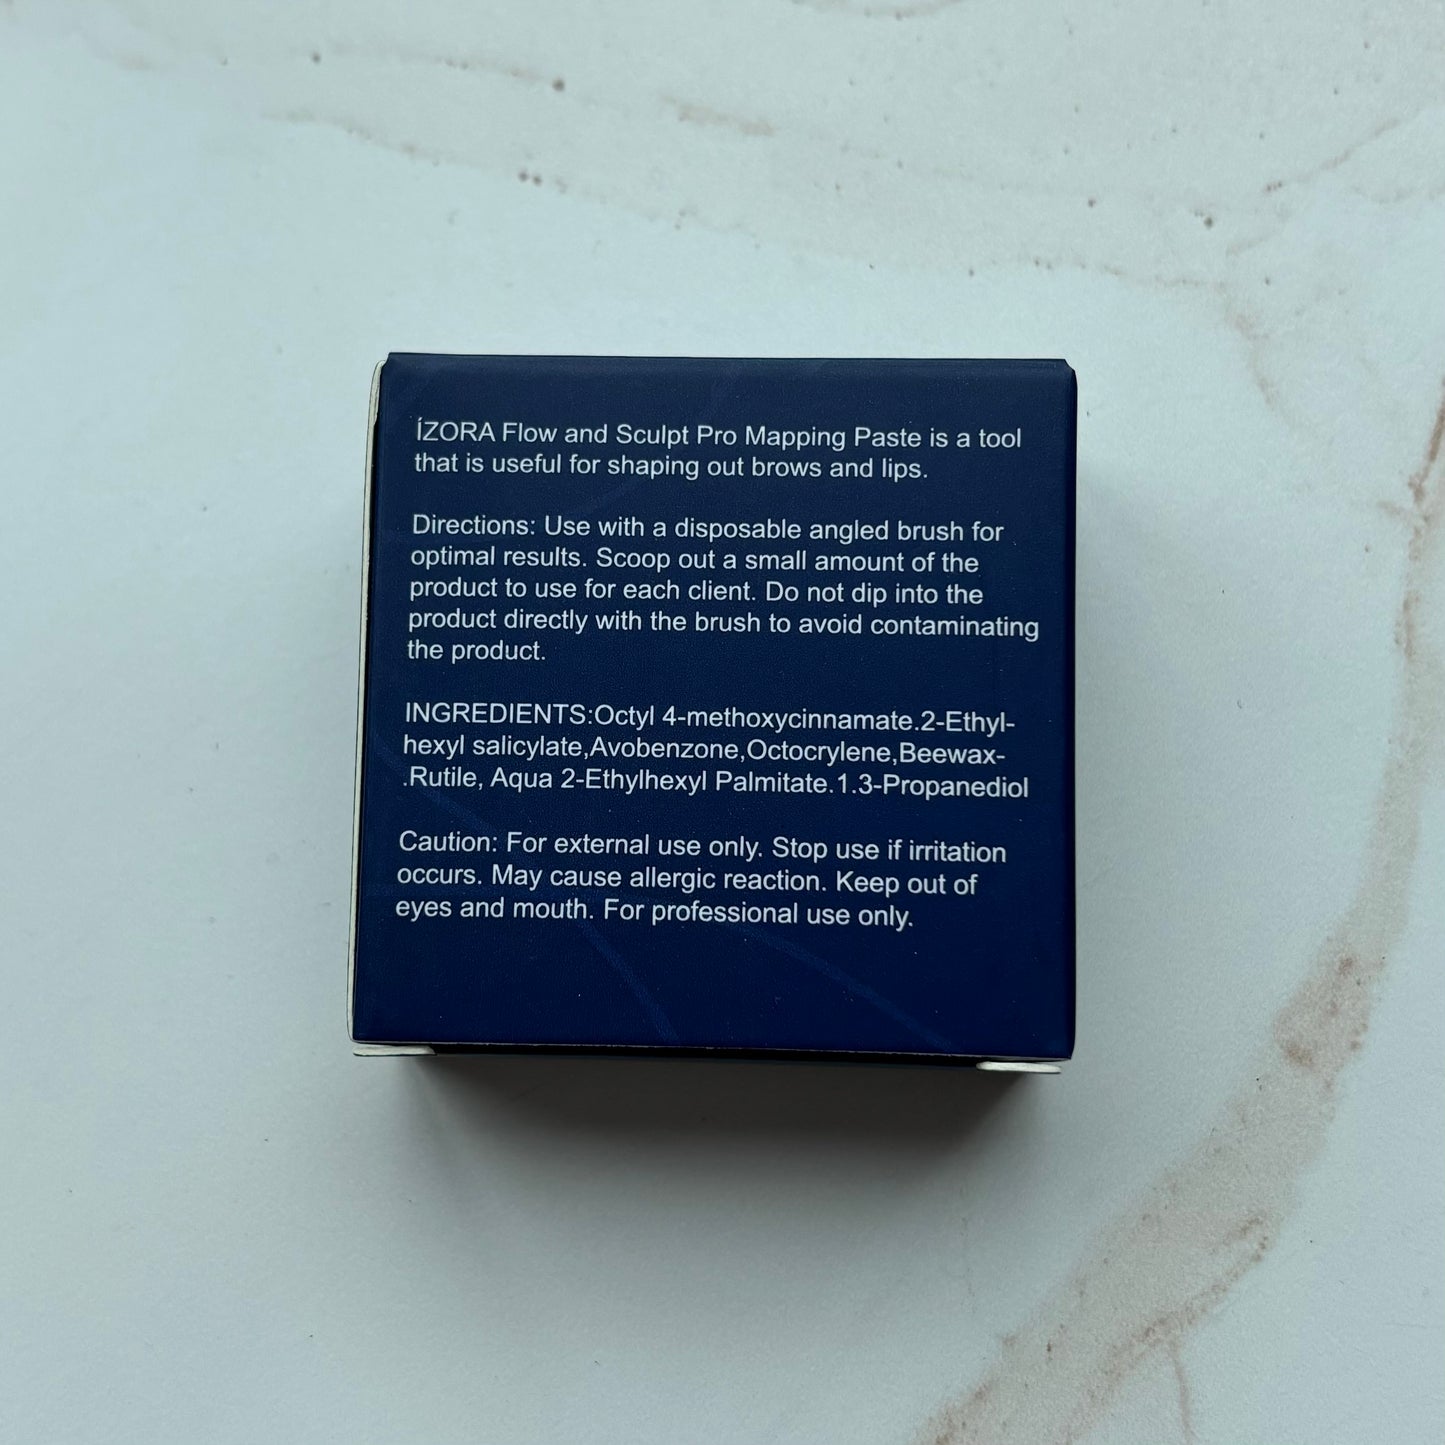 ÍZORA Flow and Sculpt Pro Mapping Paste is a tool
that is useful for shaping out brows and lips.
Directions: Use with a disposable angled brush for
optimal results. Scoop out a small amount of the
product to use for each client. Do not dip into the
product directly with the brush to avoid contaminating
the product.
INGREDIENTS:Octyl 4-methoxycinnamate.2-Ethyl-
hexyl salicylate,Avobenzone,Octocrylene,Beewax-
.Rutile, Aqua 2-Ethylhexyl Palmitate.1.3-Propanediol
Caution: For external use only. Stop use if irritation
occurs. May cause allergic reaction. Keep out of
eyes and mouth. For professional use only.